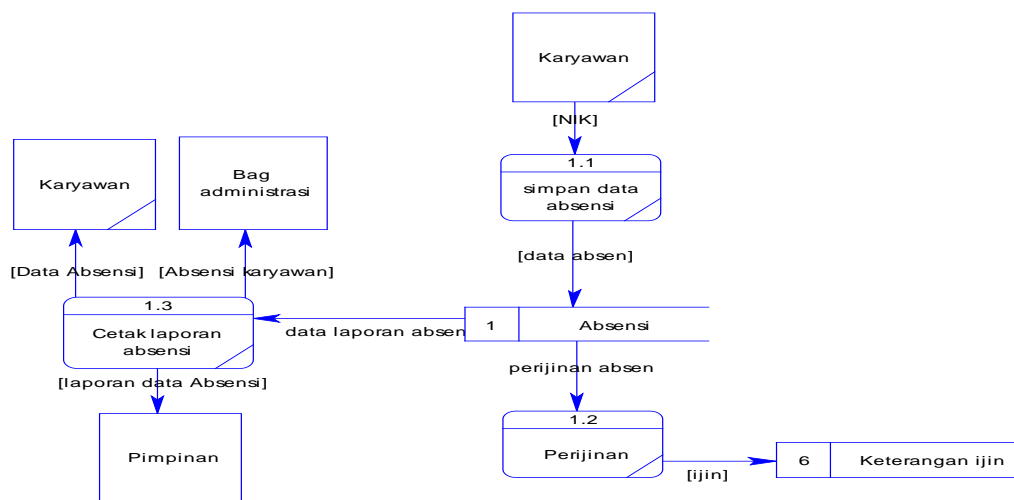 Karyawan
[NIK]
1.1
simpan data
absensi
Karyawan
Bag
administrasi
[data absen]
[Data Absensi]
[Absensi karyawan]
1.3
Cetak laporan
absensi
data laporan absen
1
Absensi
[laporan data Absensi]
perijinan absen
1.2
Perijinan
Pimpinan
[ijin]
6
Keterangan ijin